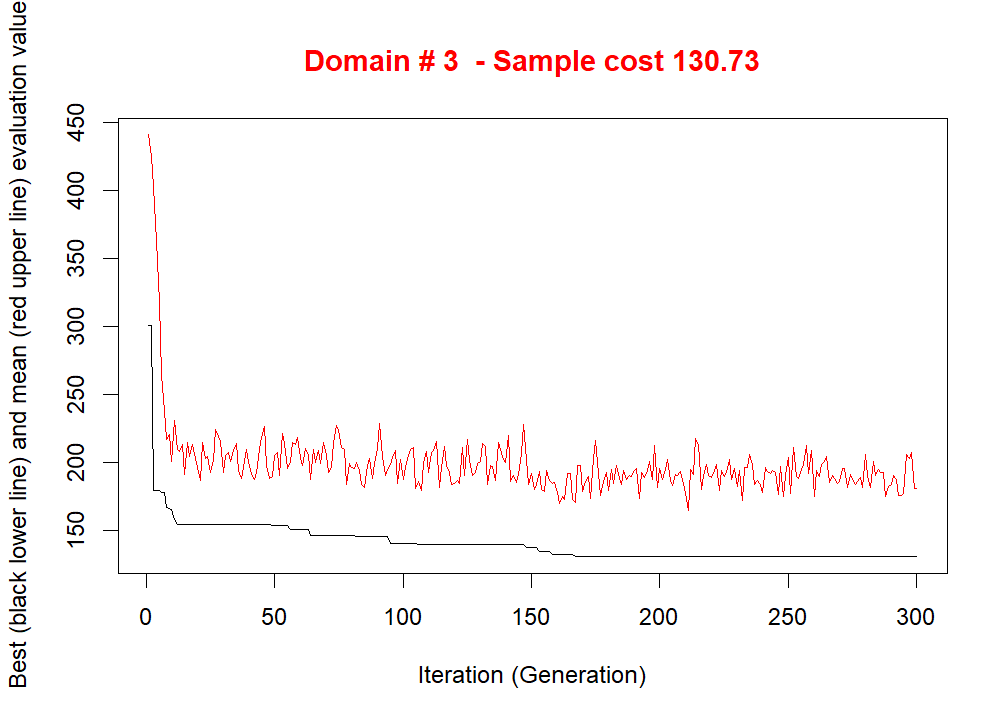 Domain # 3 - Sample cost 130.73
Best (black lower line) and mean (red upper line) evaluation value
450
400
350
300
250
200
150
0 50 100 150 200 250 300
Iteration (Generation)